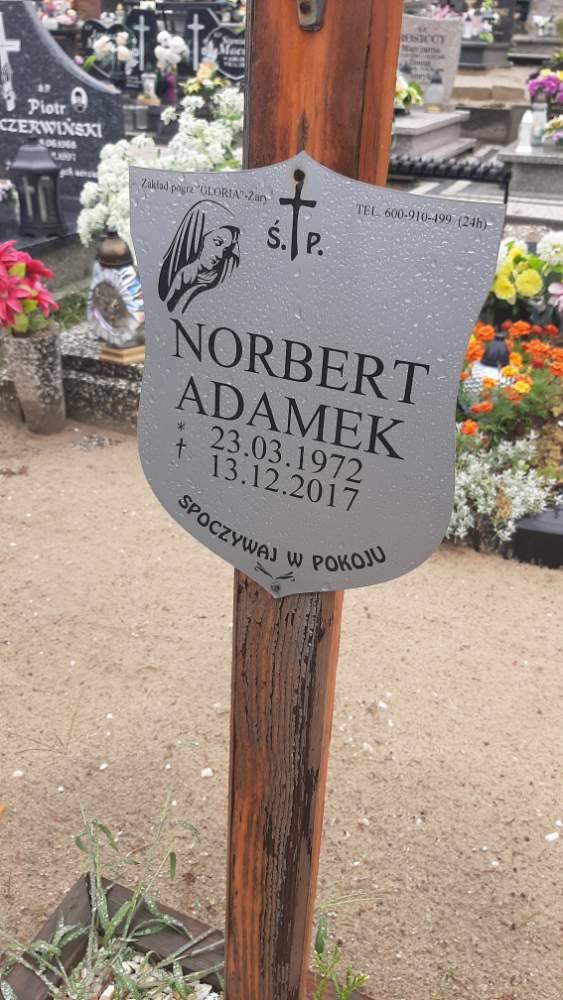 Zakład pogrz "GLORIA"-Żary
TEL. 600-910-499 (24h)
Ś. P.
NORBERT
ADAMEK
* 23.03.1972
† 13.12.2017
SPOCZYWAJ W POKOJU
Piotr
CZERWIŃSKI